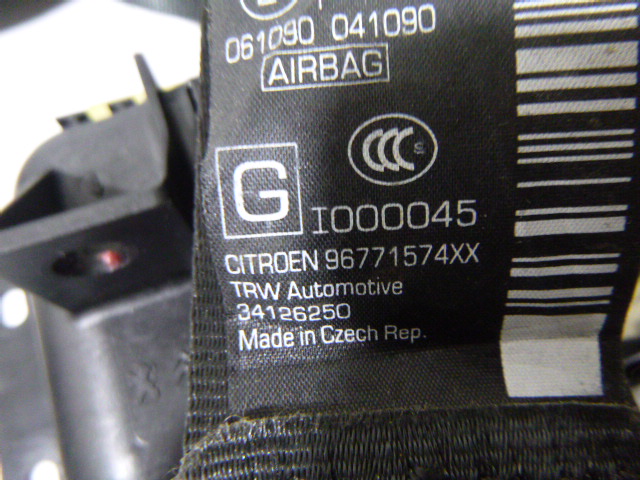 061090 041090
AIRBAG
CCC
G I000045
CITROEN 96771574XX
TRW Automotive
34126250
Made in Czech Rep.